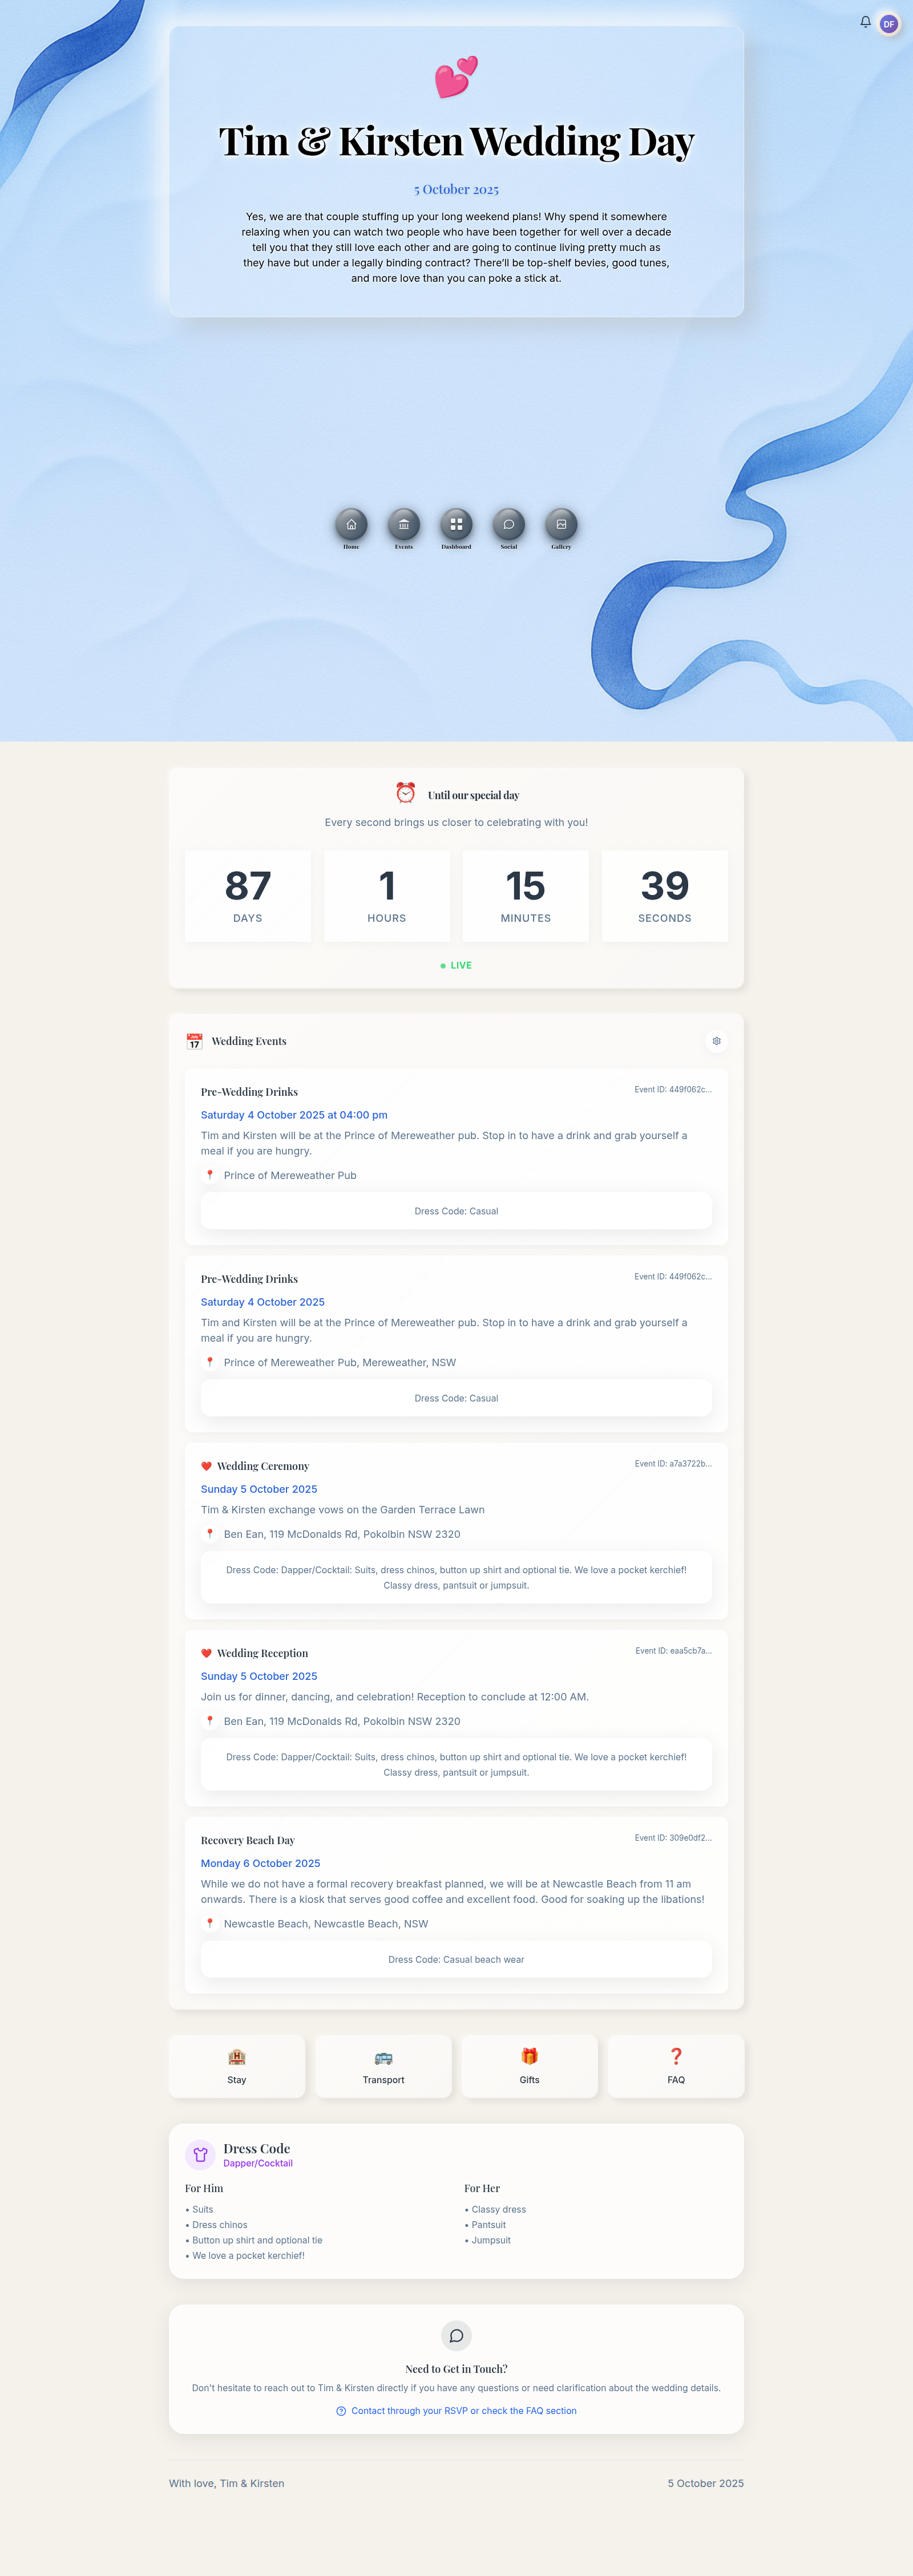 DF
Tim & Kirsten Wedding Day
5 October 2025
Yes, we are that couple stuffing up your long weekend plans! Why spend it somewhere
relaxing when you can watch two people who have been together for well over a decade
tell you that they still love each other and are going to continue living pretty much as
they have but under a legally binding contract? There'll be top-shelf bevies, good tunes,
and more love than you can poke a stick at.
Home Events Dashboard Social Gallery
Until our special day
Every second brings us closer to celebrating with you!
87 1 15 39
DAYS HOURS MINUTES SECONDS
LIVE
Wedding Events
Pre-Wedding Drinks Event ID: 449f062c...
Saturday 4 October 2025 at 04:00 pm
Tim and Kirsten will be at the Prince of Mereweather pub. Stop in to have a drink and grab yourself a
meal if you are hungry.
Prince of Mereweather Pub
Dress Code: Casual
Pre-Wedding Drinks Event ID: 449f062c...
Saturday 4 October 2025
Tim and Kirsten will be at the Prince of Mereweather pub. Stop in to have a drink and grab yourself a
meal if you are hungry.
Prince of Mereweather Pub, Mereweather, NSW
Dress Code: Casual
Wedding Ceremony Event ID: a7a3722b...
Sunday 5 October 2025
Tim & Kirsten exchange vows on the Garden Terrace Lawn
Ben Ean, 119 McDonalds Rd, Pokolbin NSW 2320
Dress Code: Dapper/Cocktail: Suits, dress chinos, button up shirt and optional tie. We love a pocket kerchief!
Classy dress, pantsuit or jumpsuit.
Wedding Reception Event ID: eaa5cb7a...
Sunday 5 October 2025
Join us for dinner, dancing, and celebration! Reception to conclude at 12:00 AM.
Ben Ean, 119 McDonalds Rd, Pokolbin NSW 2320
Dress Code: Dapper/Cocktail: Suits, dress chinos, button up shirt and optional tie. We love a pocket kerchief!
Classy dress, pantsuit or jumpsuit.
Recovery Beach Day Event ID: 309e0df2...
Monday 6 October 2025
While we do not have a formal recovery breakfast planned, we will be at Newcastle Beach from 11 am
onwards. There is a kiosk that serves good coffee and excellent food. Good for soaking up the libations!
Newcastle Beach, Newcastle Beach, NSW
Dress Code: Casual beach wear
Stay Transport Gifts FAQ
Dress Code
Dapper/Cocktail
For Him
• Suits
• Dress chinos
• Button up shirt and optional tie
• We love a pocket kerchief!
For Her
• Classy dress
• Pantsuit
• Jumpsuit
Need to Get in Touch?
Don't hesitate to reach out to Tim & Kirsten directly if you have any questions or need clarification about the wedding details.
Contact through your RSVP or check the FAQ section
With love, Tim & Kirsten 5 October 2025